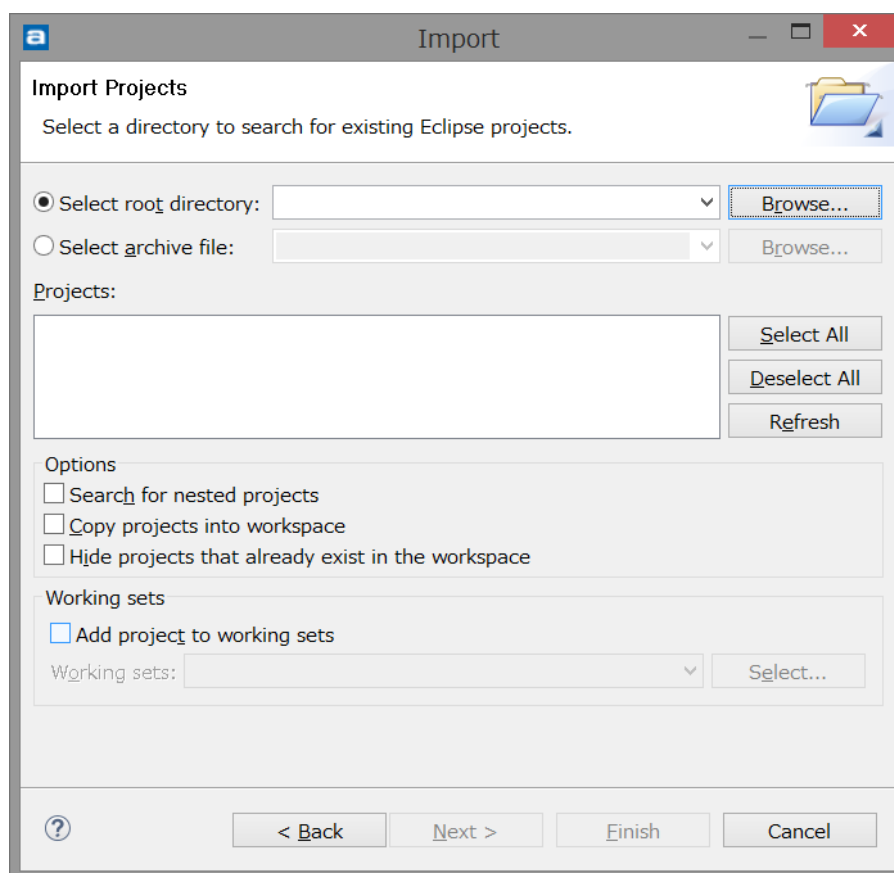 a Import
Import Projects
Select a directory to search for existing Eclipse projects.
Select root directory: Browse...
Select archive file: Browse...
Projects:
Select All
Deselect All
Refresh
Options
Search for nested projects
Copy projects into workspace
Hide projects that already exist in the workspace
Working sets
Add project to working sets
Working sets: Select...
? < Back Next > Finish Cancel